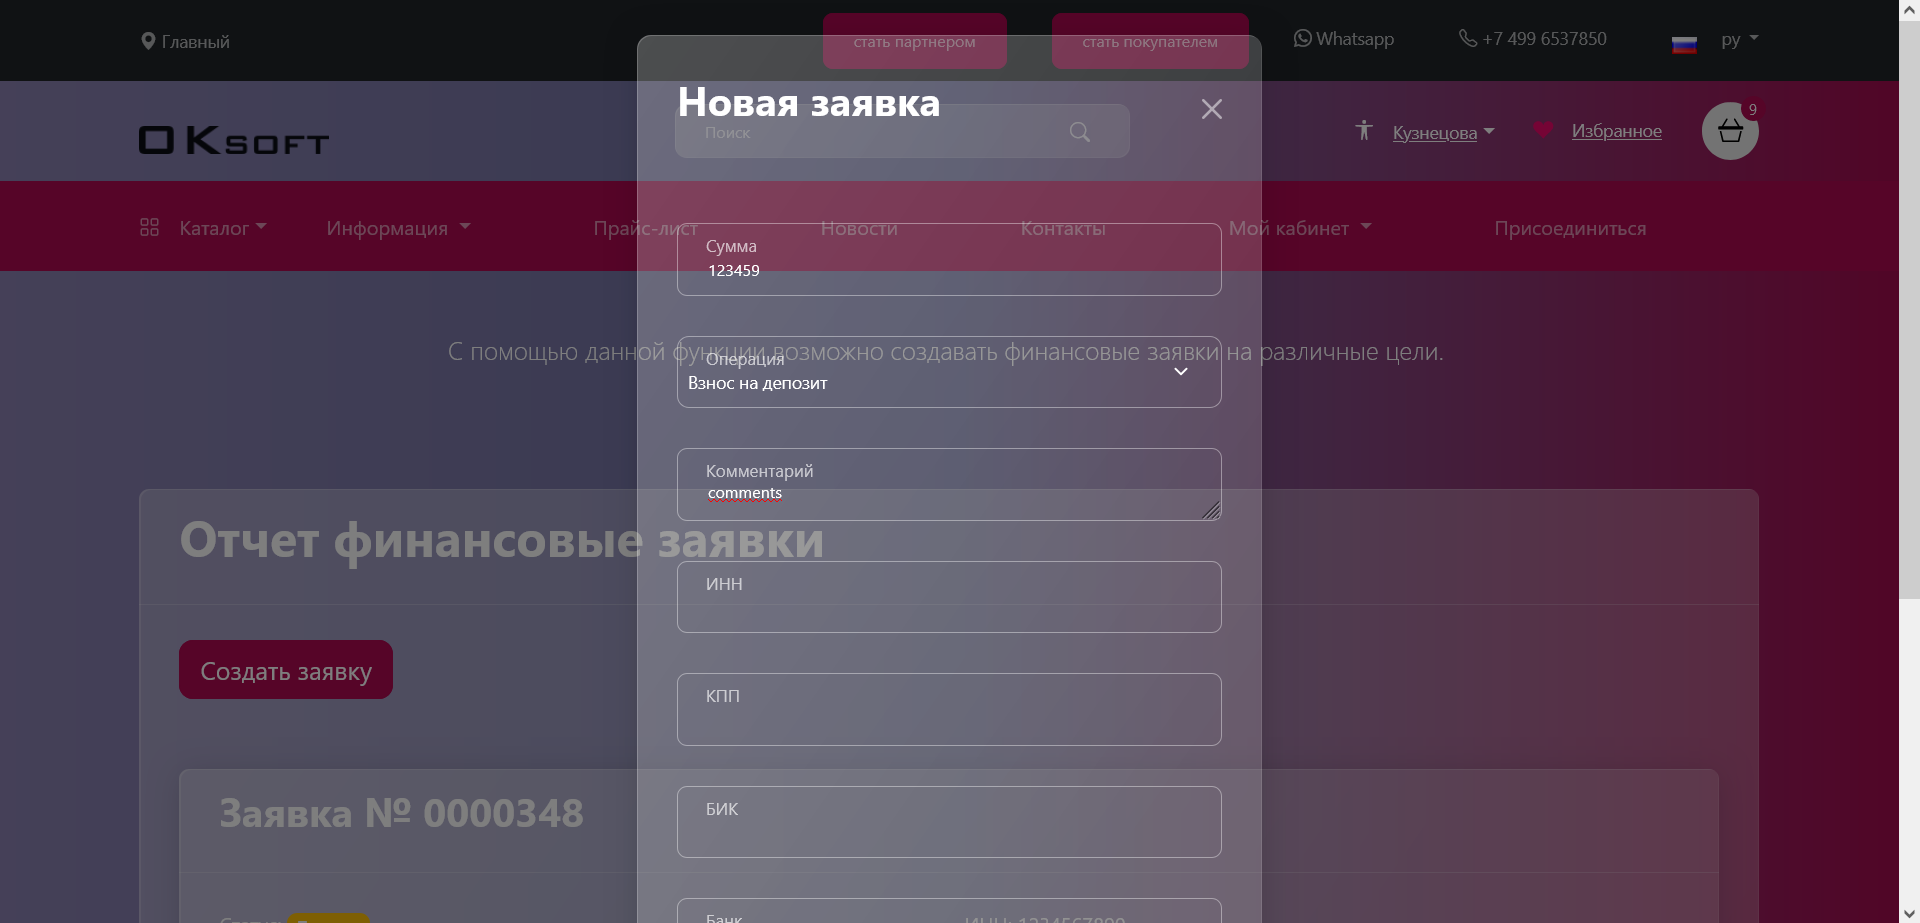 Главный
стать партнером
стать покупателем
Whatsapp
+7 499 6537850
ру
Новая заявка
Поиск
OKSOFT
Кузнецова
Избранное
9
Каталог
Информация
Прайс-лист
Новости
Контакты
Мой кабинет
Присоединиться
Сумма
123459
С помощью данной функции возможно создавать финансовые заявки на различные цели.
Операция
Взнос на депозит
Комментарий
comments
Отчет финансовые заявки
ИНН
Создать заявку
КПП
Заявка № 0000348
БИК
Банк
ИНН: 1234567899